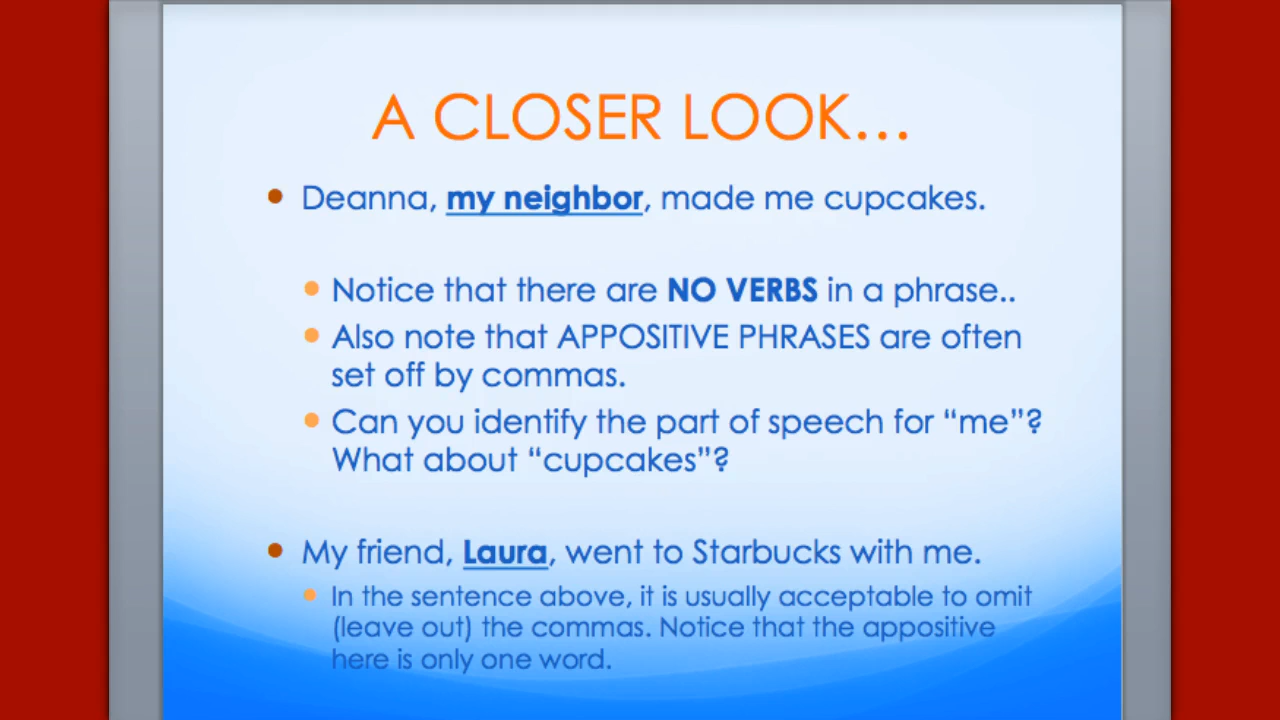 A CLOSER LOOK...
Deanna, my neighbor, made me cupcakes.
Notice that there are NO VERBS in a phrase..
Also note that APPOSITIVE PHRASES are often
set off by commas.
Can you identify the part of speech for “me”?
What about “cupcakes”?
My friend, Laura, went to Starbucks with me.
In the sentence above, it is usually acceptable to omit
(leave out) the commas. Notice that the appositive
here is only one word.